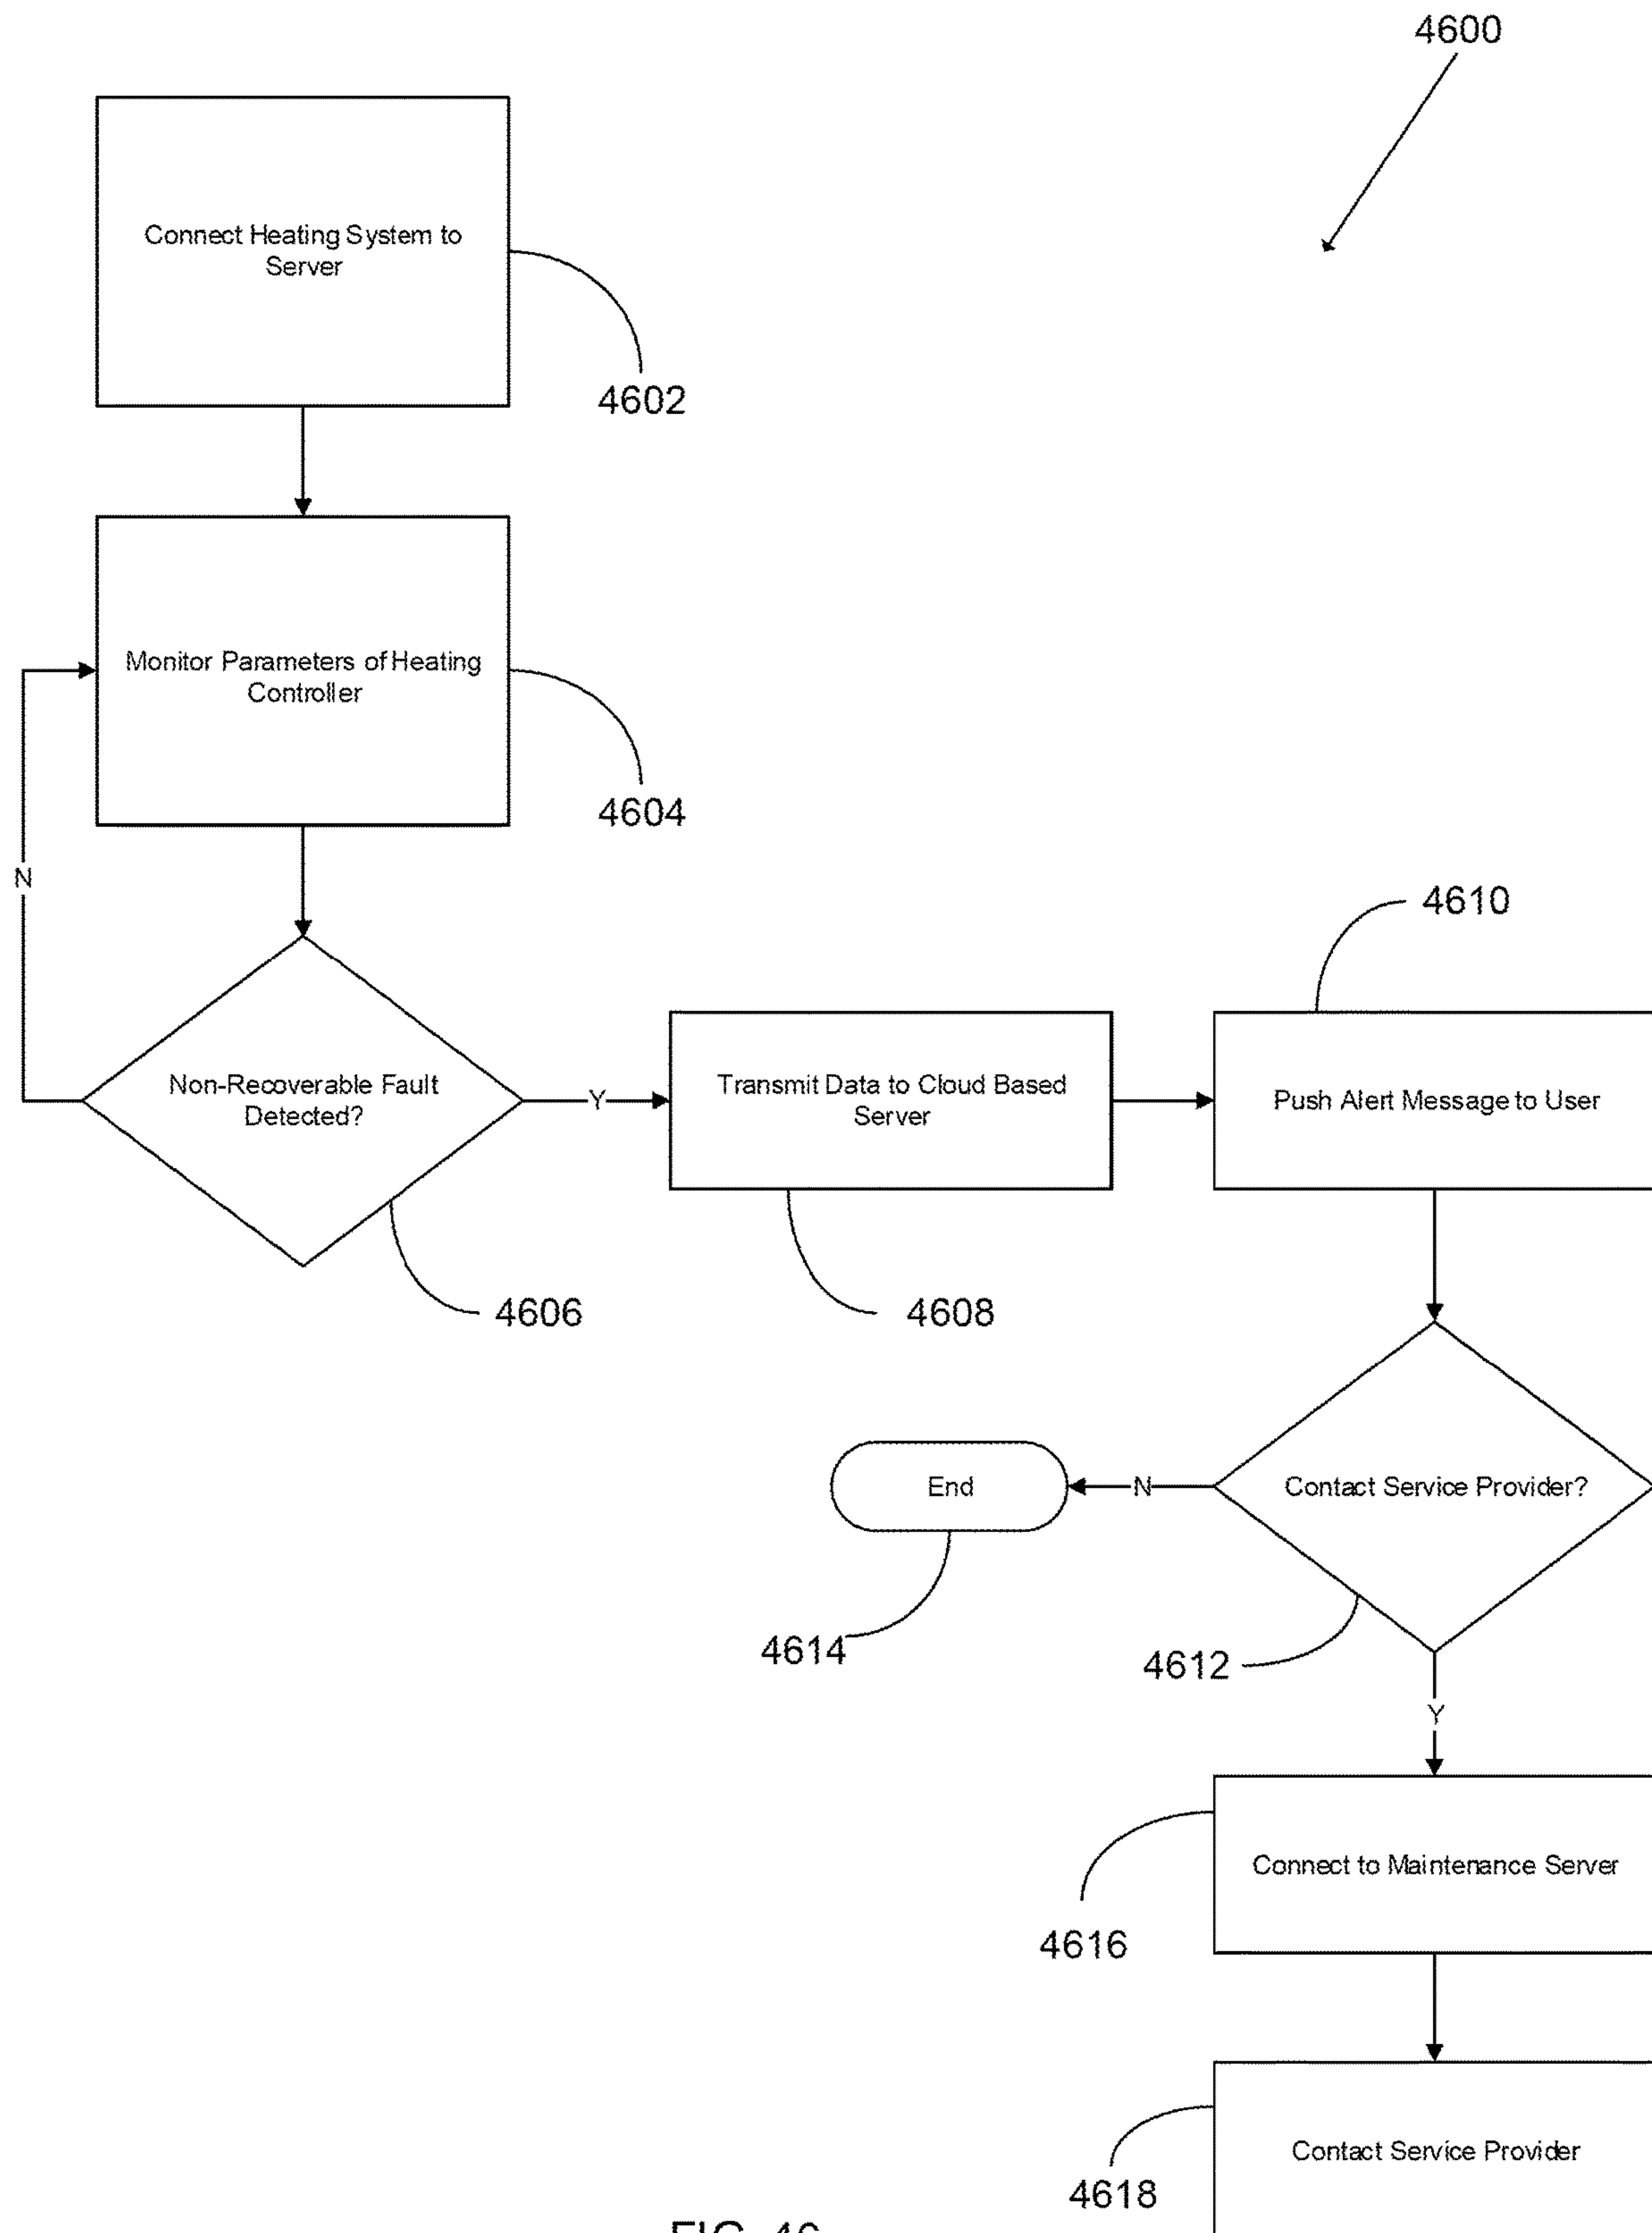 4600
Connect Heating System to
Server
4602
Monitor Parameters of Heating
Controller
4604
N
4610
Non-Recoverable Fault
Detected?
Y
Transmit Data to Cloud Based
Server
Push Alert Message to User
4606
4608
End
N
Contact Service Provider?
4614
4612
Y
Connect to Maintenance Server
4616
Contact Service Provider
4618
FIG. 46